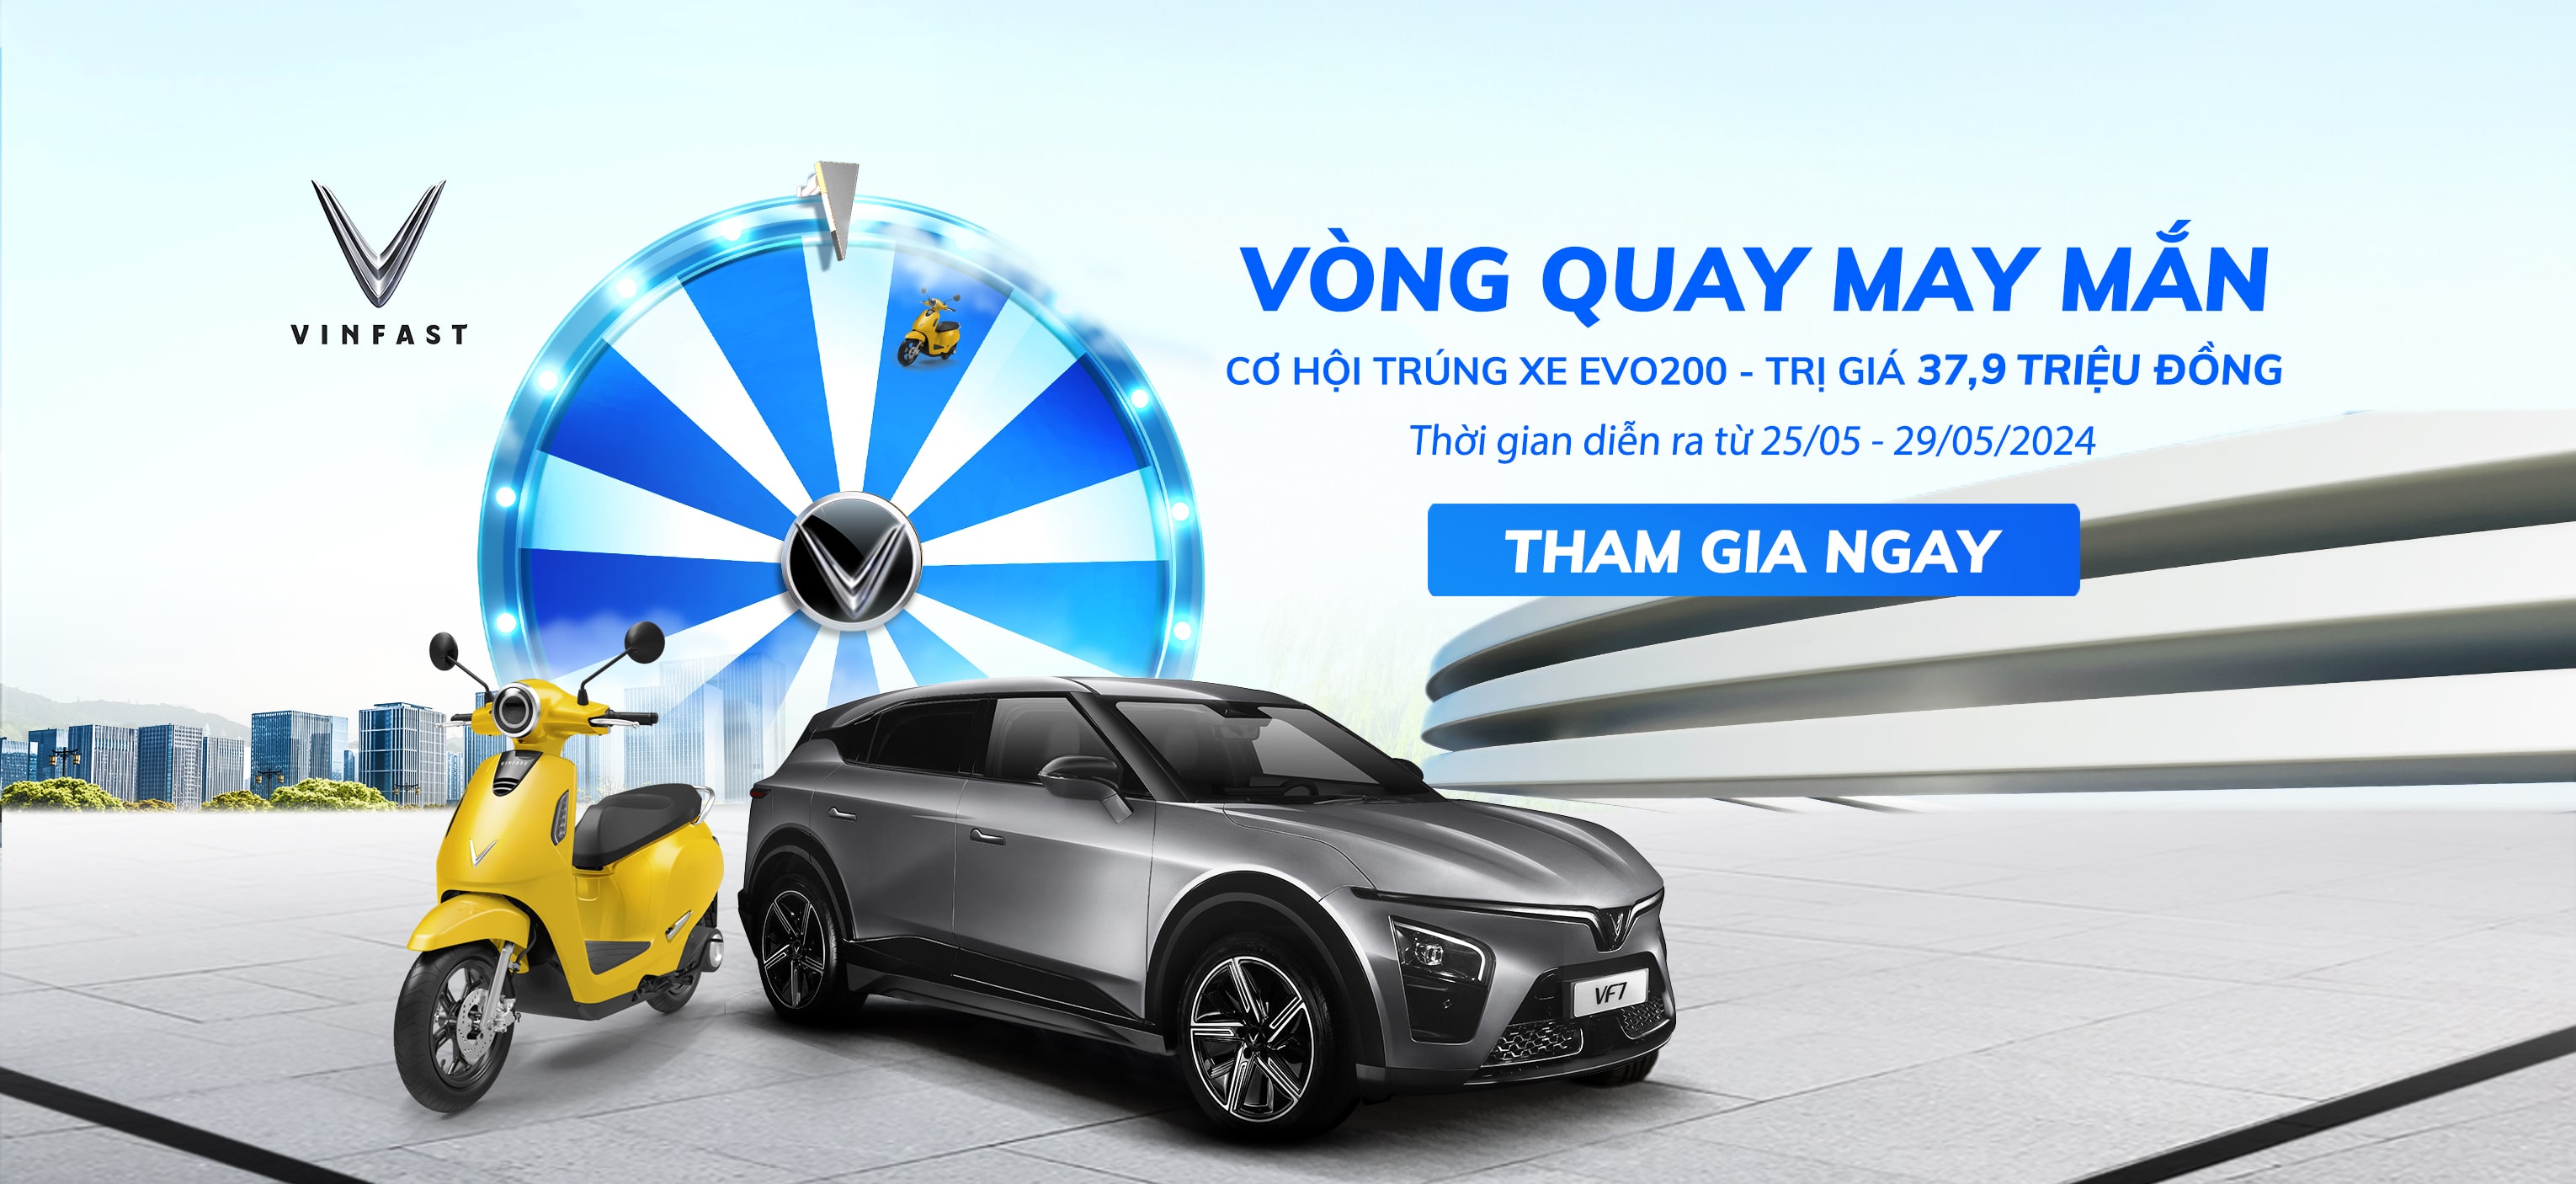 VINFAST
VÒNG QUAY MAY MẮN
CƠ HỘI TRÚNG XE EVO200 - TRỊ GIÁ 37,9 TRIỆU ĐỒNG
Thời gian diễn ra từ 25/05 - 29/05/2024
THAM GIA NGAY
VINFAST
VF7